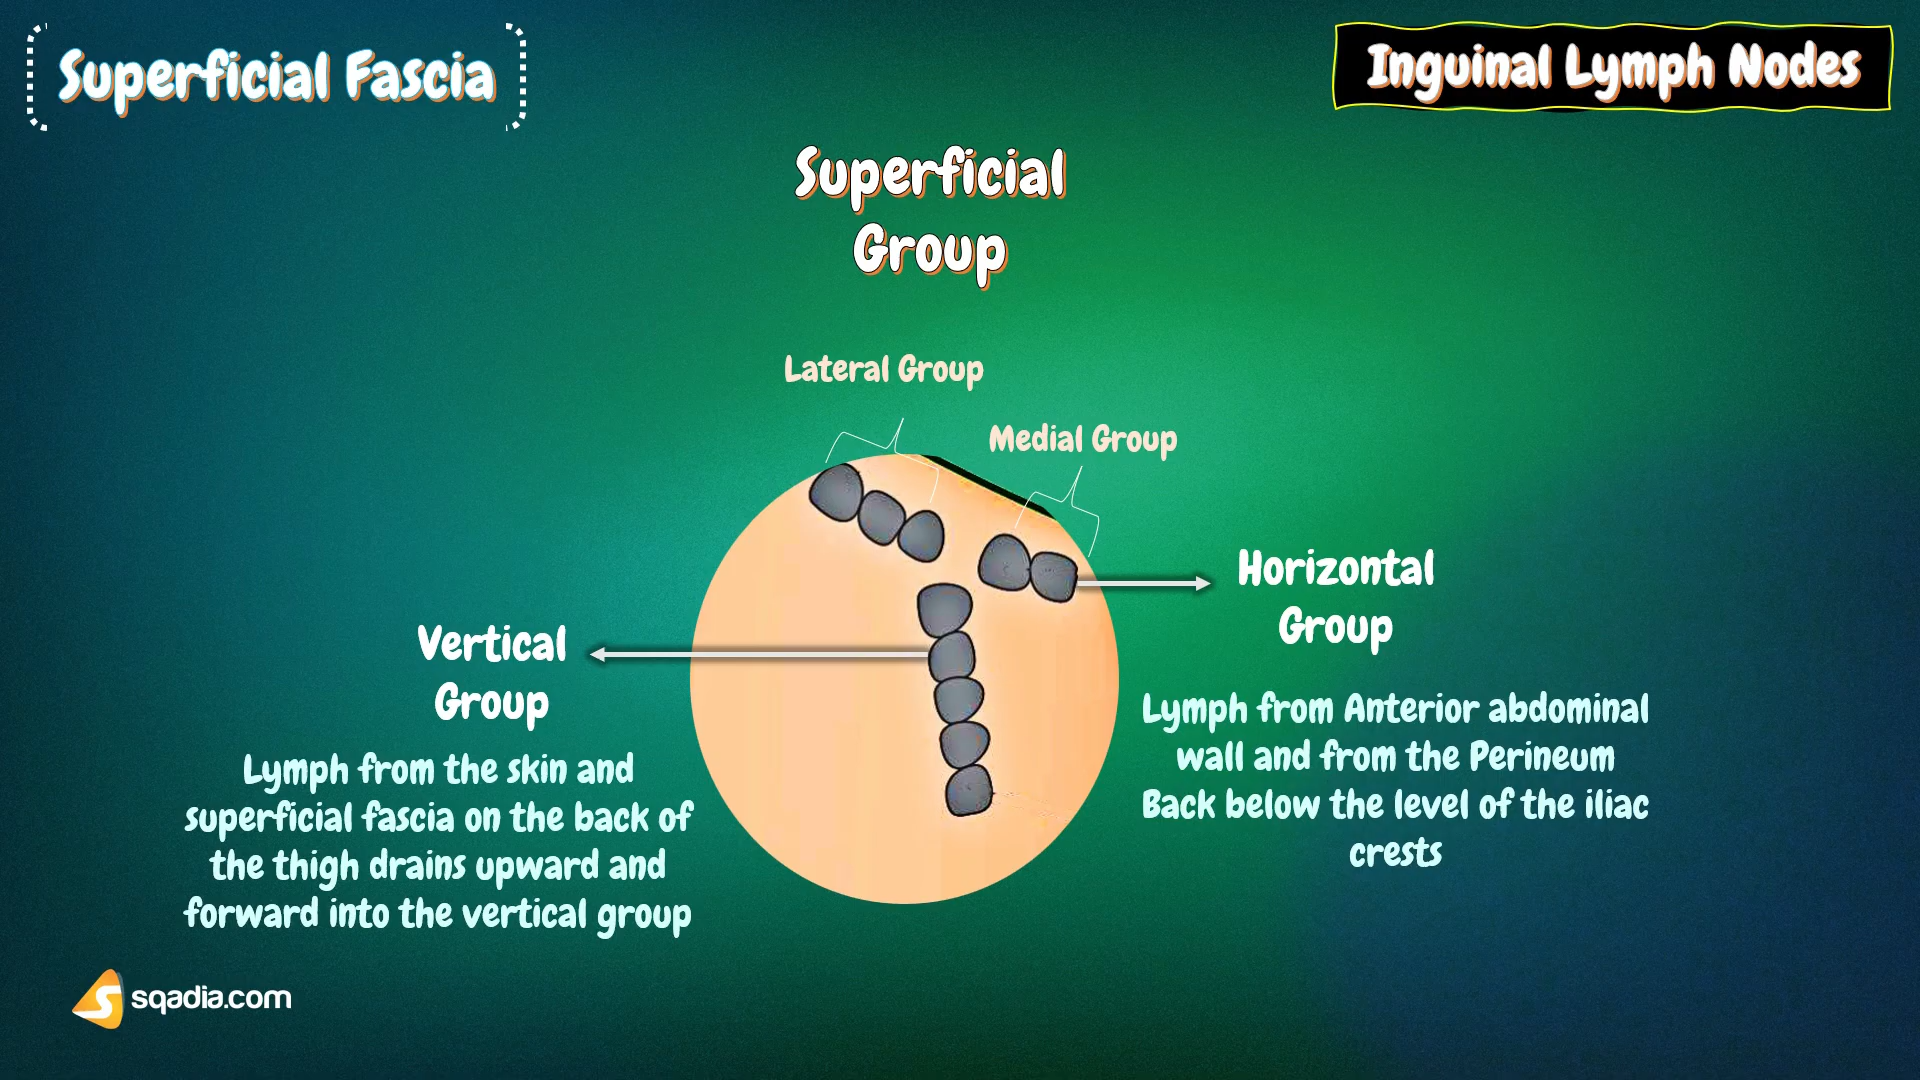 Superficial Fascia
Inguinal Lymph Nodes
Superficial
Group
Lateral Group
Medial Group
Horizontal
Group
Lymph from Anterior abdominal
wall and from the Perineum
Back below the level of the iliac
crests
Vertical
Group
Lymph from the skin and
superficial fascia on the back of
the thigh drains upward and
forward into the vertical group
sqadia.com